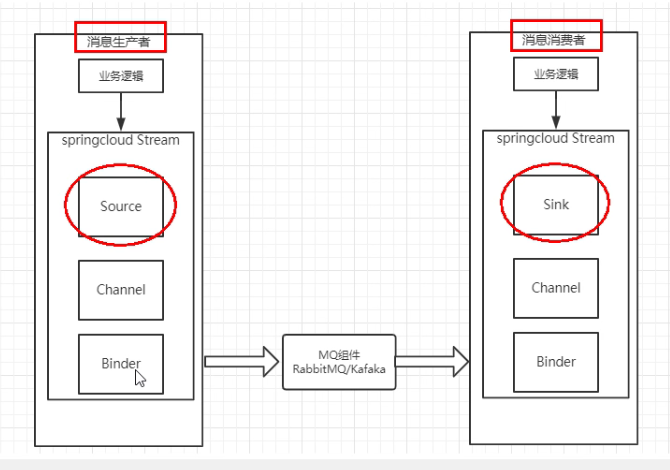 消息生产者
业务逻辑
springcloud Stream
Source
Channel
Binder
MQ组件
RabbitMQ/Kafaka
消息消费者
业务逻辑
springcloud Stream
Sink
Channel
Binder